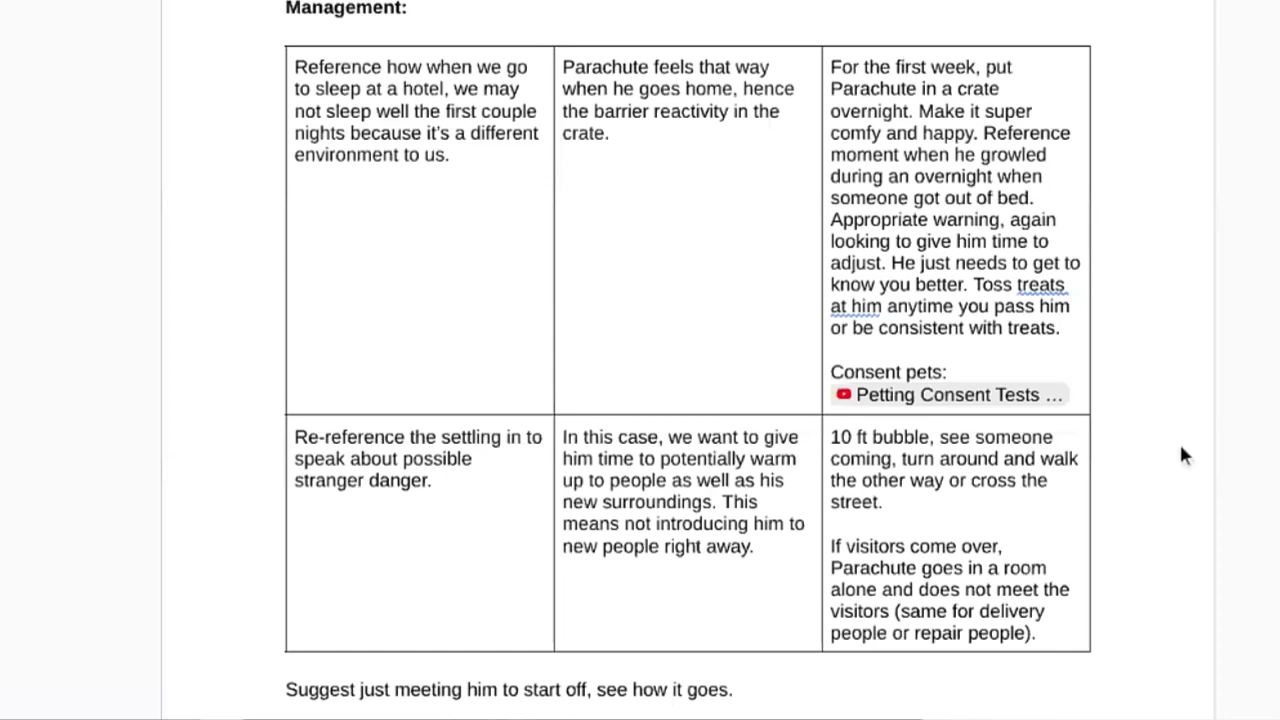 Management:
Reference how when we go
to sleep at a hotel, we may
not sleep well the first couple
nights because it's a different
environment to us.
Parachute feels that way
when he goes home, hence
the barrier reactivity in the
crate.
For the first week, put
Parachute in a crate
overnight. Make it super
comfy and happy. Reference
moment when he growled
during an overnight when
someone got out of bed.
Appropriate warning, again
looking to give him time to
adjust. He just needs to get to
know you better. Toss treats
at him anytime you pass him
or be consistent with treats.
Consent pets:
Petting Consent Tests ...
Re-reference the settling in to
speak about possible
stranger danger.
In this case, we want to give
him time to potentially warm
up to people as well as his
new surroundings. This
means not introducing him to
new people right away.
10 ft bubble, see someone
coming, turn around and walk
the other way or cross the
street.
If visitors come over,
Parachute goes in a room
alone and does not meet the
visitors (same for delivery
people or repair people).
Suggest just meeting him to start off, see how it goes.